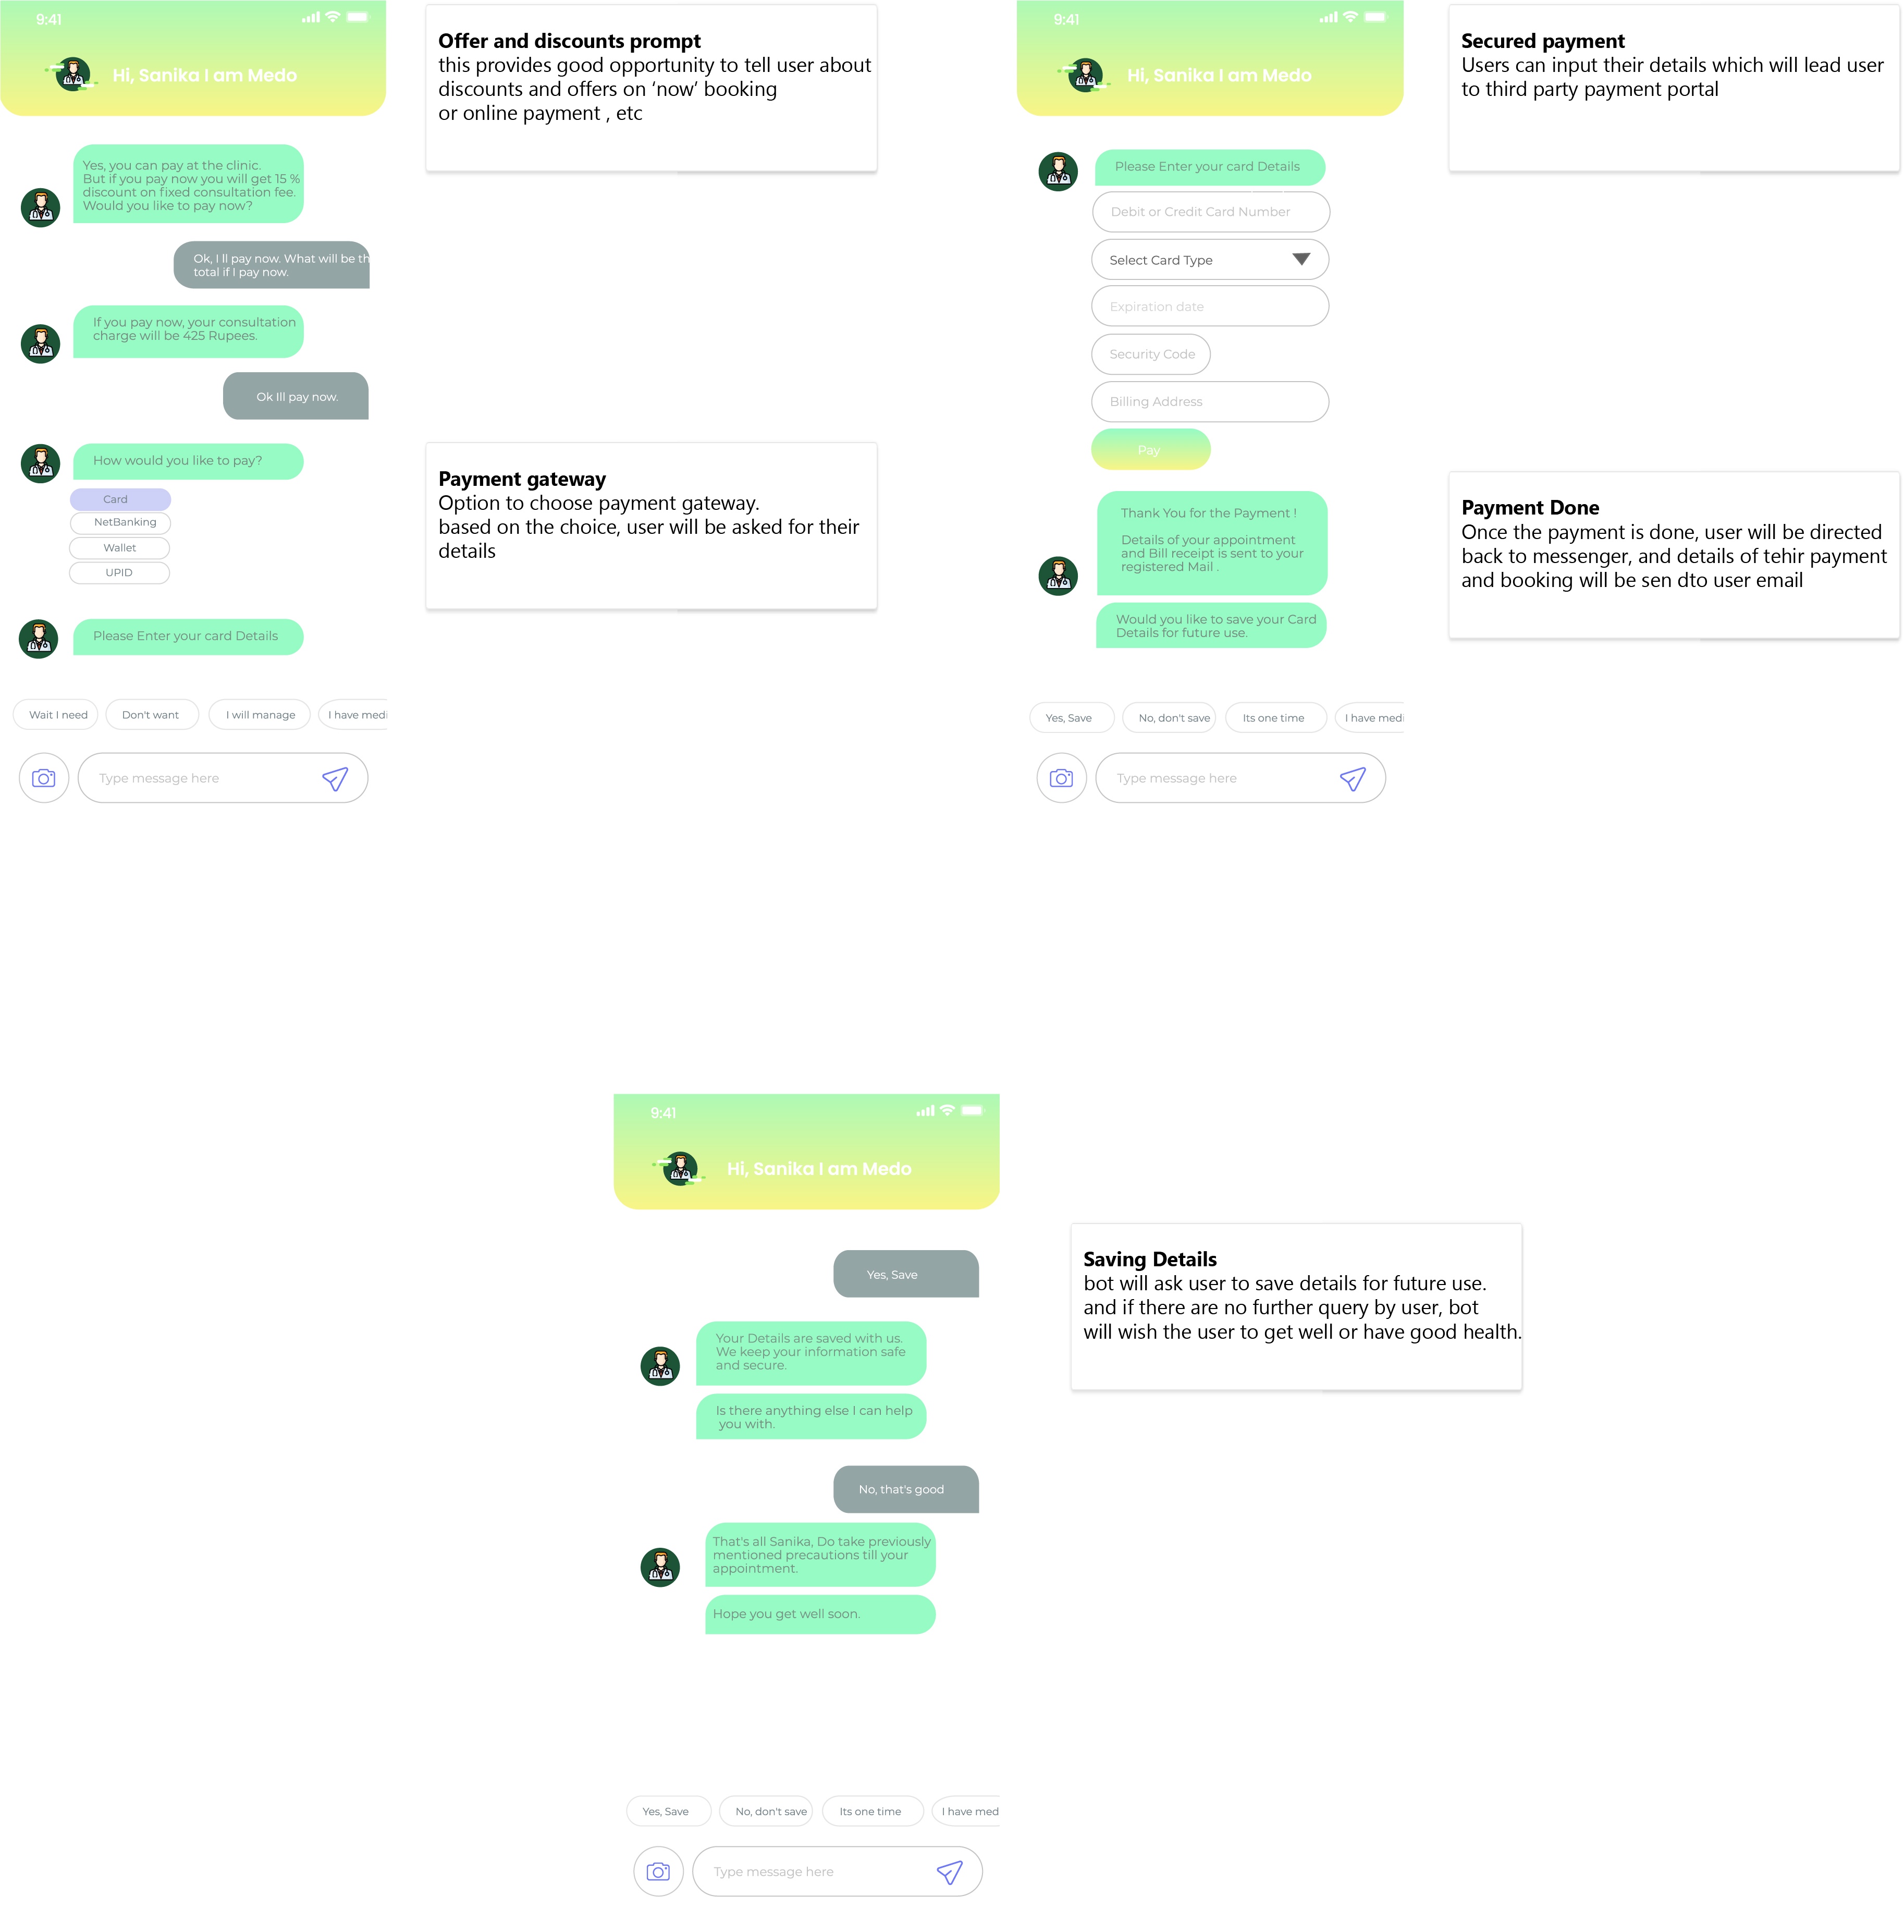 9:41
Hi, Sanika I am Medo
Yes, you can pay at the clinic.
But if you pay now you will get 15 %
discount on fixed consultation fee.
Would you like to pay now?
Ok, I ll pay now. What will be th
total if I pay now.
If you pay now, your consultation
charge will be 425 Rupees.
Ok Ill pay now.
How would you like to pay?
Card
NetBanking
Wallet
UPID
Please Enter your card Details
Wait I need
Don't want
I will manage
I have medi
Type message here
Offer and discounts prompt
this provides good opportunity to tell user about
discounts and offers on ‘now’ booking
or online payment , etc
Payment gateway
Option to choose payment gateway.
based on the choice, user will be asked for their
details
9:41
Hi, Sanika I am Medo
Please Enter your card Details
Debit or Credit Card Number
Select Card Type
Expiration date
Security Code
Billing Address
Pay
Thank You for the Payment !
Details of your appointment
and Bill receipt is sent to your
registered Mail .
Would you like to save your Card
Details for future use.
Yes, Save
No, don't save
Its one time
I have medi
Type message here
Secured payment
Users can input their details which will lead user
to third party payment portal
Payment Done
Once the payment is done, user will be directed
back to messenger, and details of tehir payment
and booking will be sen dto user email
9:41
Hi, Sanika I am Medo
Yes, Save
Your Details are saved with us.
We keep your information safe
and secure.
Is there anything else I can help
you with.
No, that's good
That's all Sanika, Do take previously
mentioned precautions till your
appointment.
Hope you get well soon.
Yes, Save
No, don't save
Its one time
I have med
Type message here
Saving Details
bot will ask user to save details for future use.
and if there are no further query by user, bot
will wish the user to get well or have good health.